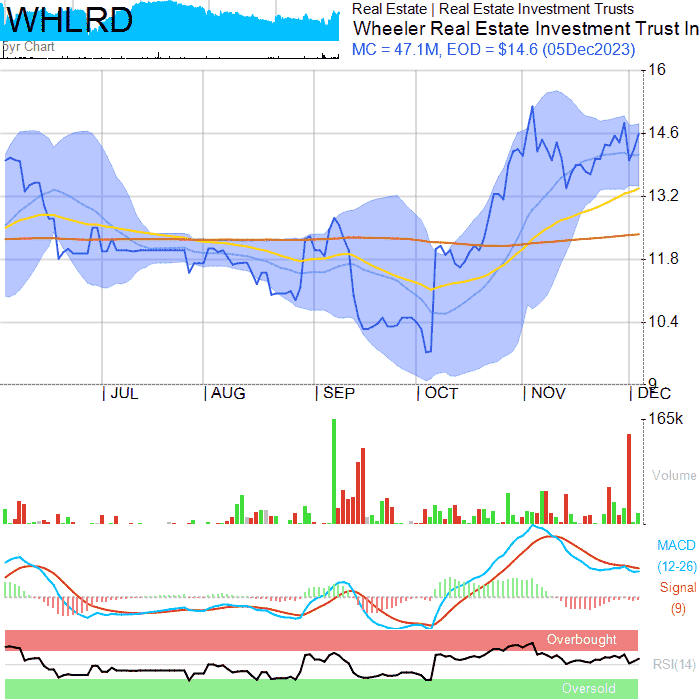 WHLRD
5yr Chart
Real Estate | Real Estate Investment Trusts
Wheeler Real Estate Investment Trust In
MC = 47.1M, EOD = $14.6 (05Dec2023)
16
14.6
13.2
11.8
10.4
9
| JUL
| AUG
| SEP
| OCT
| NOV
| DEC
165k
Volume
MACD
(12-26)
Signal
(9)
Overbought
RSI(14)
Oversold